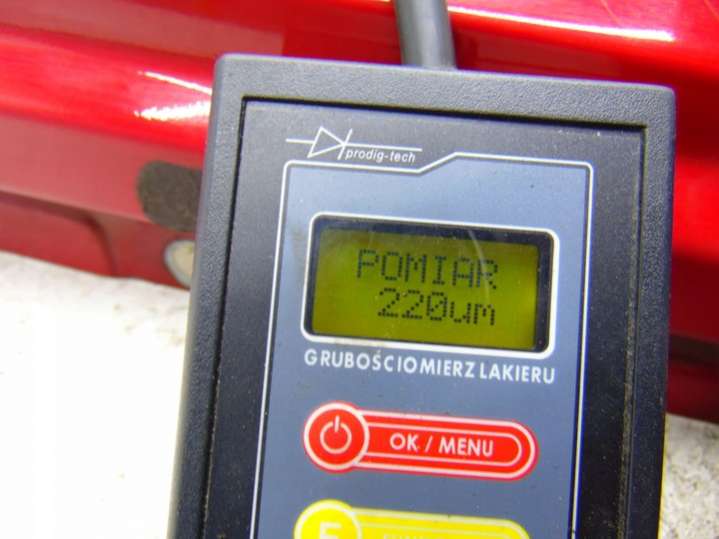 prodig-tech
POMIAR
220um
GRUBOŚCIOMIERZ LAKIERU
OK / MENU
F